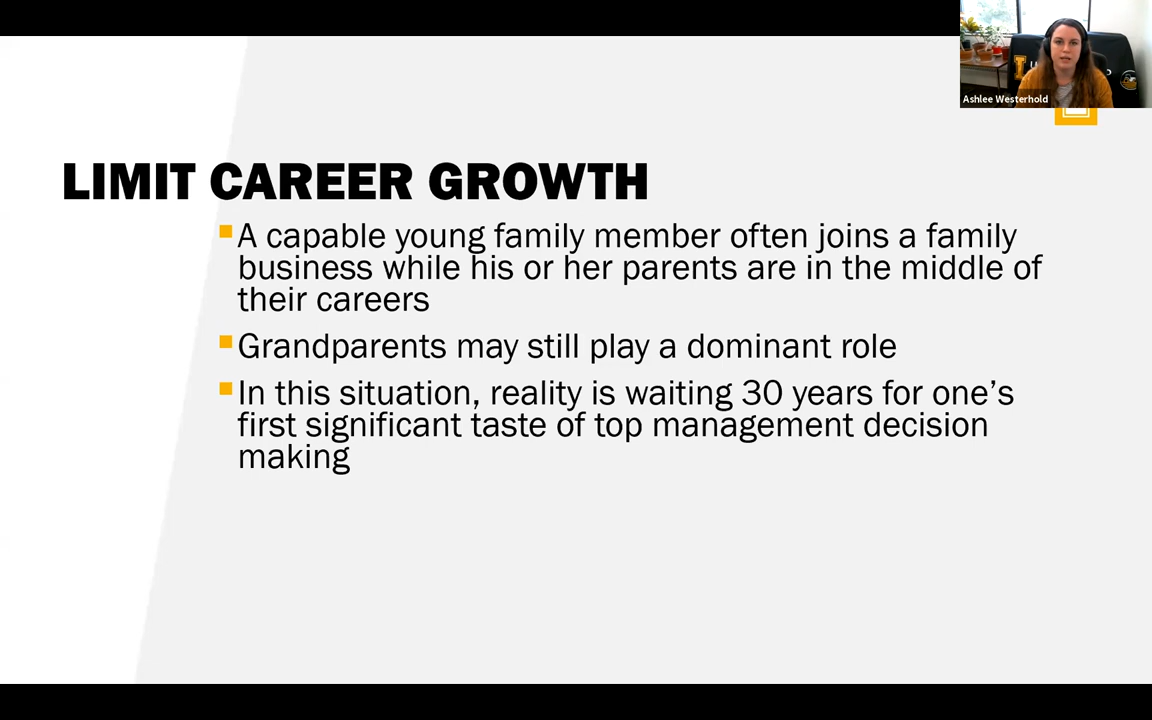 Ashlee Westerhold
LIMIT CAREER GROWTH
A capable young family member often joins a family
business while his or her parents are in the middle of
their careers
Grandparents may still play a dominant role
In this situation, reality is waiting 30 years for one’s
first significant taste of top management decision
making